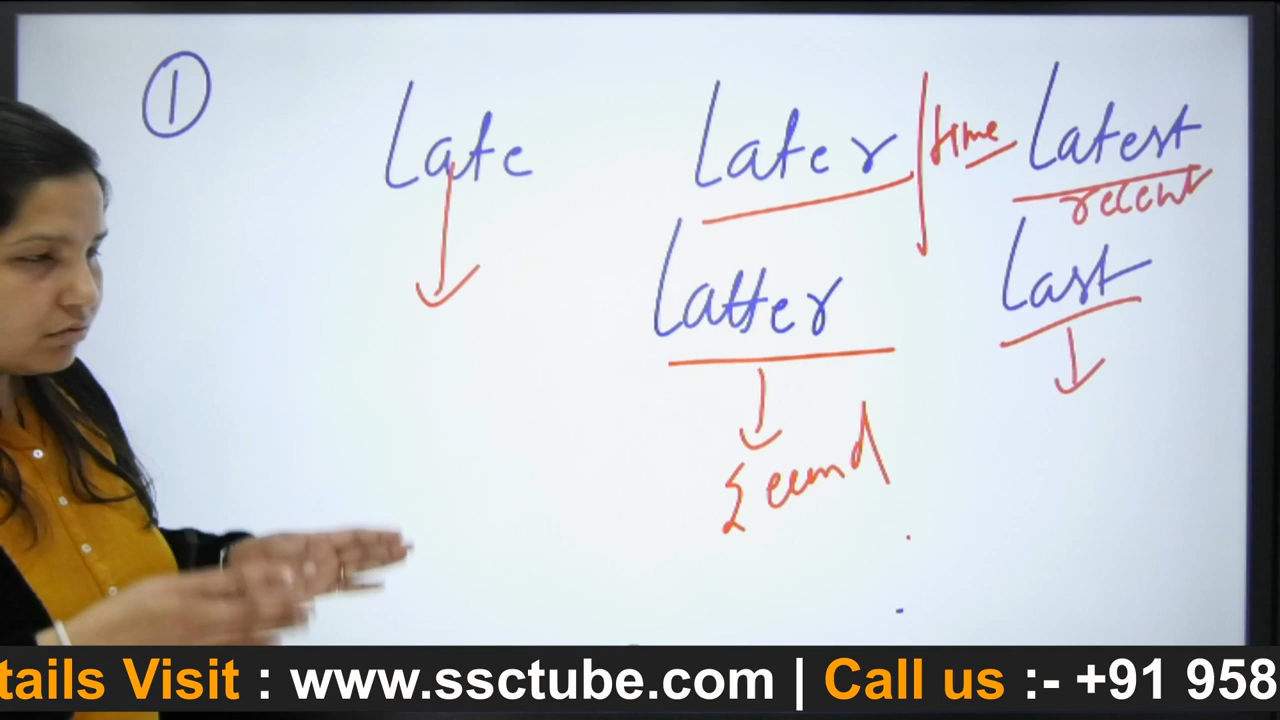 1 Late Later time Latest
recent
Latter Last
Second
tails Visit : www.ssctube.com | Call us :- +91 958